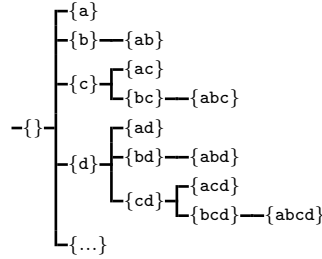 {a}
{b} {ab}
{ac}
{c}
{bc} {abc}
{}
{ad}
{bd} {abd}
{d}
{acd}
{cd}
{bcd} {abcd}
{...}